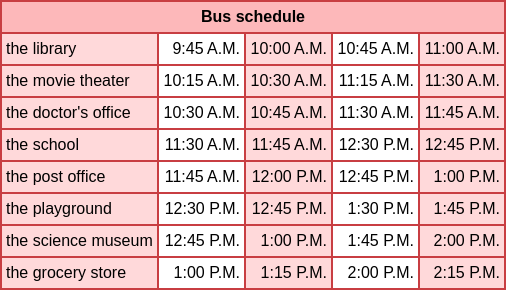 Bus schedule
the library 9:45 A.M. 10:00 A.M. 10:45 A.M. 11:00 A.M.
the movie theater 10:15 A.M. 10:30 A.M. 11:15 A.M. 11:30 A.M.
the doctor's office 10:30 A.M. 10:45 A.M. 11:30 A.M. 11:45 A.M.
the school 11:30 A.M. 11:45 A.M. 12:30 P.M. 12:45 P.M.
the post office 11:45 A.M. 12:00 P.M. 12:45 P.M. 1:00 P.M.
the playground 12:30 P.M. 12:45 P.M. 1:30 P.M. 1:45 P.M.
the science museum 12:45 P.M. 1:00 P.M. 1:45 P.M. 2:00 P.M.
the grocery store 1:00 P.M. 1:15 P.M. 2:00 P.M. 2:15 P.M.